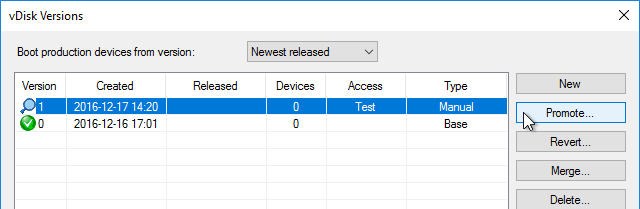 vDisk Versions
Boot production devices from version: Newest released
Version Created Released Devices Access Type
1 2016-12-17 14:20 0 Test Manual
0 2016-12-16 17:01 0 Base
New
Promote...
Revert...
Merge...
Delete...